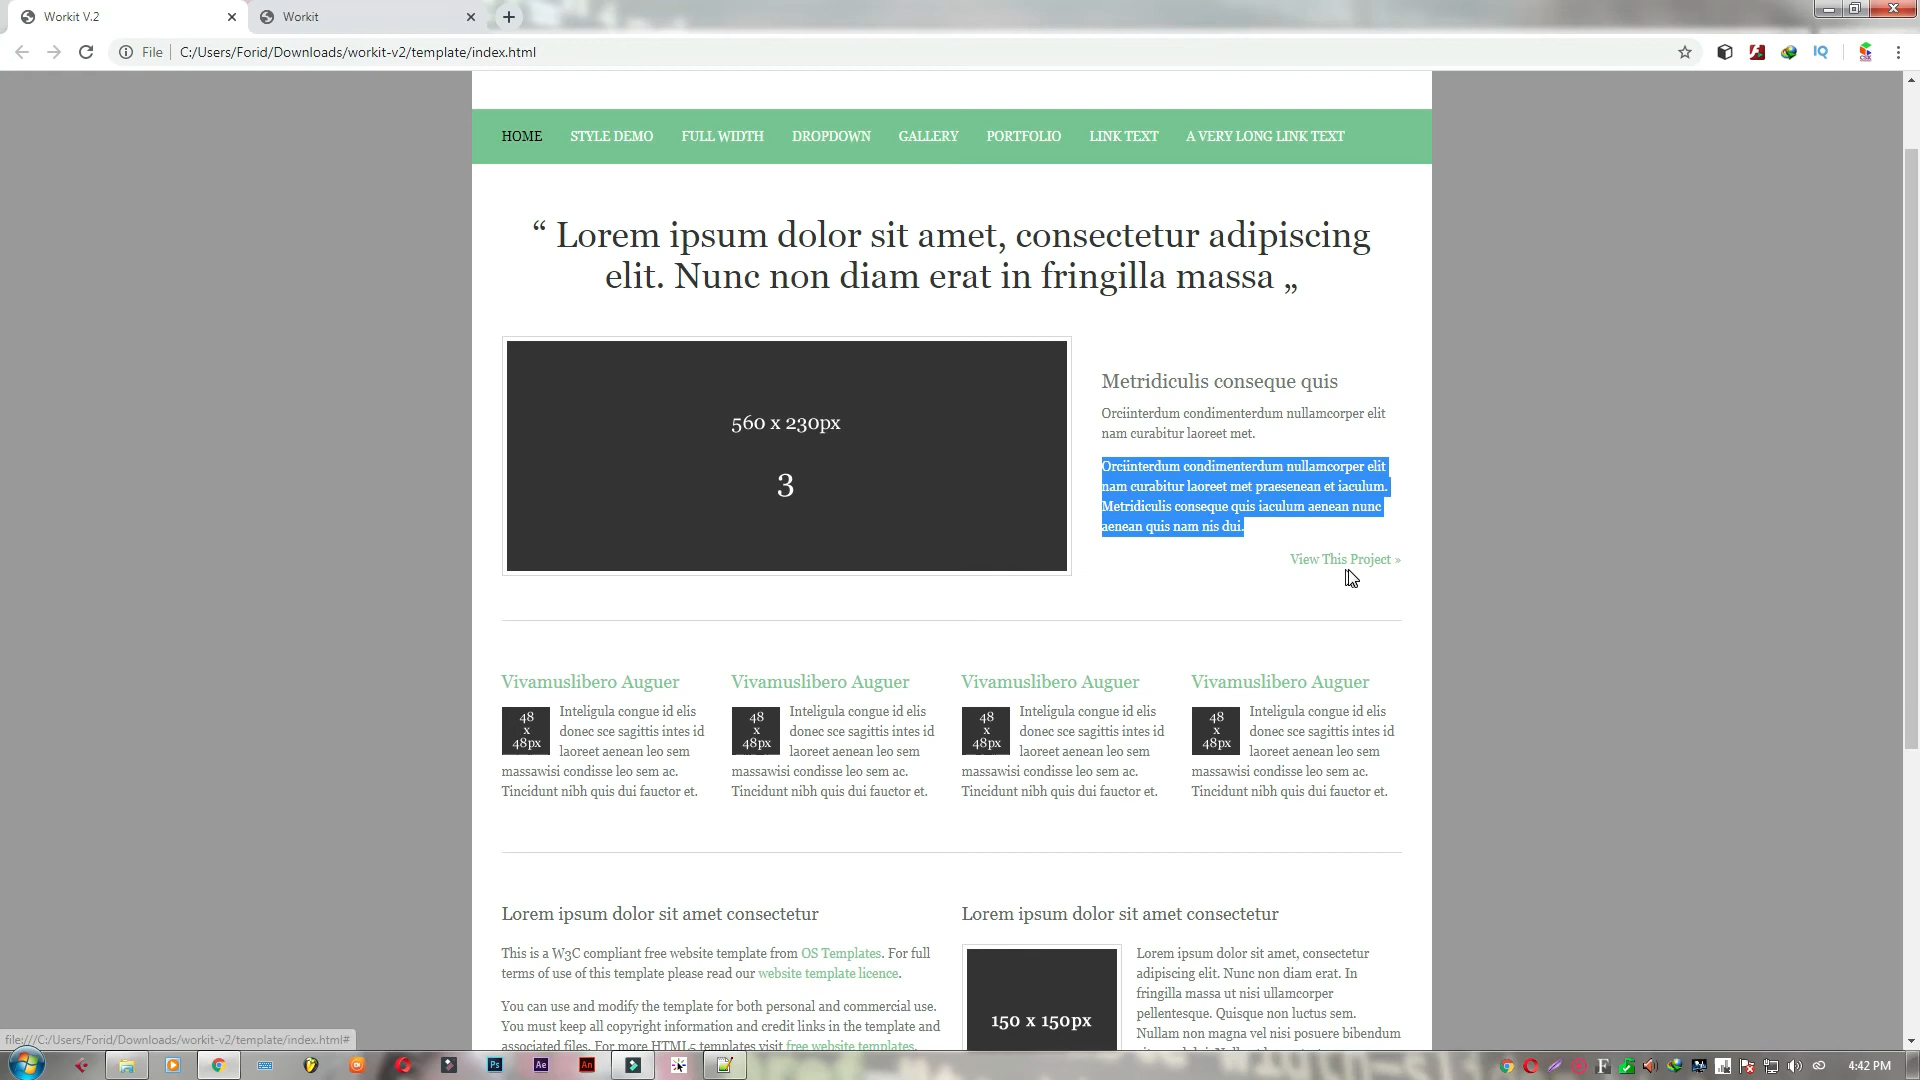 Workit V.2
Workit
File
C:/Users/Forid/Downloads/workit-v2/template/index.html
IQ
HOME STYLE DEMO FULL WIDTH DROPDOWN GALLERY PORTFOLIO LINK TEXT A VERY LONG LINK TEXT
“ Lorem ipsum dolor sit amet, consectetur adipiscing
elit. Nunc non diam erat in fringilla massa „
560 x 230px
3
Metridiculis conseque quis
Orciinterdum condimenterdum nullamcorper elit
nam curabitur laoreet met.
Orciinterdum condimenterdum nullamcorper elit
nam curabitur laoreet met praesenean et iaculum.
Metridiculis conseque quis iaculum aenean nunc
aenean quis nam nis dui.
View This Project »
Vivamuslibero Auguer
48
x
48px
Inteligula congue id elis
donec sce sagittis intes id
laoreet aenean leo sem
massawisi condisse leo sem ac.
Tincidunt nibh quis dui fauctor et.
Vivamuslibero Auguer
48
x
48px
Inteligula congue id elis
donec sce sagittis intes id
laoreet aenean leo sem
massawisi condisse leo sem ac.
Tincidunt nibh quis dui fauctor et.
Vivamuslibero Auguer
48
x
48px
Inteligula congue id elis
donec sce sagittis intes id
laoreet aenean leo sem
massawisi condisse leo sem ac.
Tincidunt nibh quis dui fauctor et.
Vivamuslibero Auguer
48
x
48px
Inteligula congue id elis
donec sce sagittis intes id
laoreet aenean leo sem
massawisi condisse leo sem ac.
Tincidunt nibh quis dui fauctor et.
Lorem ipsum dolor sit amet consectetur
This is a W3C compliant free website template from OS Templates. For full
terms of use of this template please read our website template licence.
You can use and modify the template for both personal and commercial use.
You must keep all copyright information and credit links in the template and
associated files. For more HTML5 templates visit free website templates.
Lorem ipsum dolor sit amet consectetur
150 x 150px
Lorem ipsum dolor sit amet, consectetur
adipiscing elit. Nunc non diam erat. In
fringilla massa ut nisi ullamcorper
pellentesque. Quisque non luctus sem.
Nullam non magna vel nisi posuere bibendum
file:///C:/Users/Forid/Downloads/workit-v2/template/index.html#
Ps
Ae
An
4:42 PM